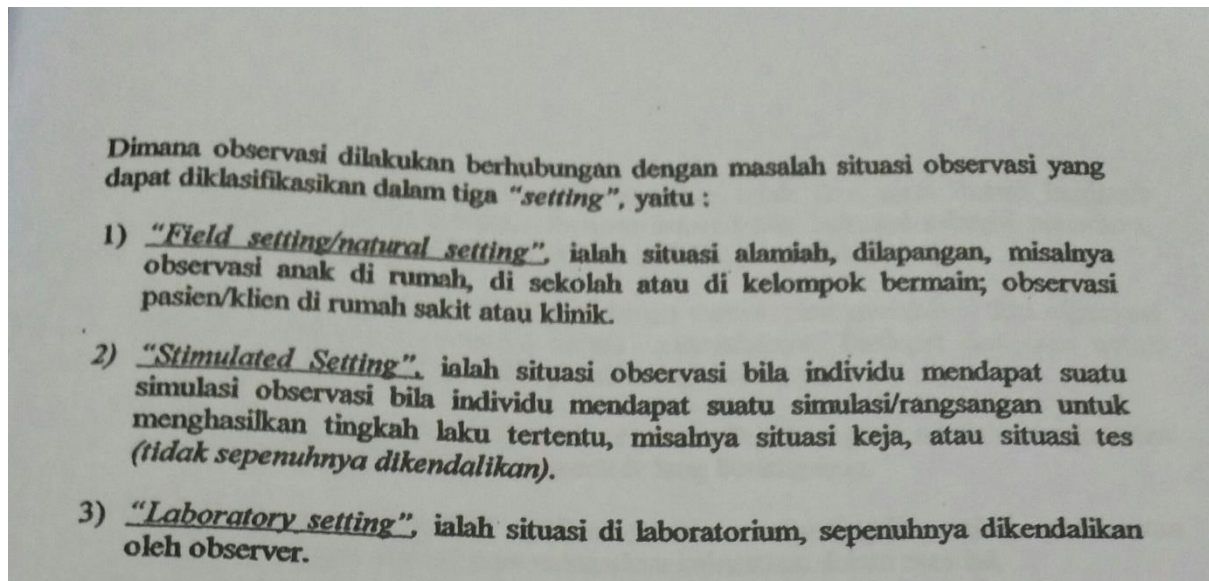 Dimana observasi dilakukan berhubungan dengan masalah situasi observasi yang
dapat diklasifikasikan dalam tiga "setting", yaitu :
1) "Field setting/natural setting", ialah situasi alamiah, dilapangan, misalnya
observasi anak di rumah, di sekolah atau di kelompok bermain; observasi
pasien/klien di rumah sakit atau klinik.
2) "Stimulated Setting", ialah situasi observasi bila individu mendapat suatu
simulasi observasi bila individu mendapat suatu simulasi/rangsangan untuk
menghasilkan tingkah laku tertentu, misalnya situasi keja, atau situasi tes
(tidak sepenuhnya dikendalikan).
3) "Laboratory setting", ialah situasi di laboratorium, sepenuhnya dikendalikan
oleh observer.